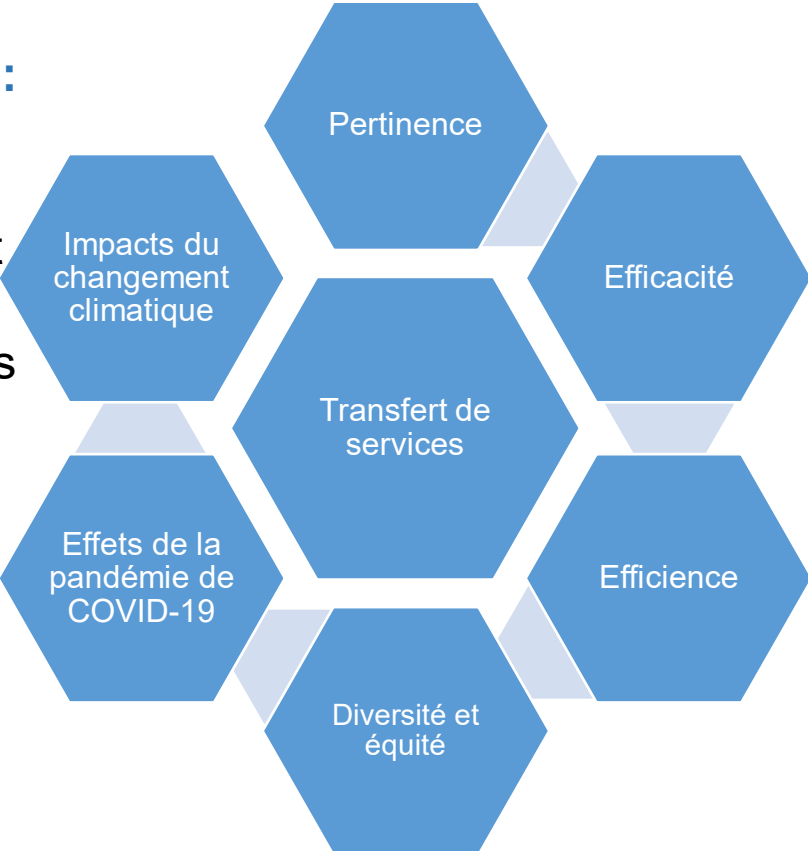 :
Pertinence
Impacts du
changement
climatique
Efficacité
s
Transfert de
services
Effets de la
pandémie de
COVID-19
Efficience
Diversité et
équité